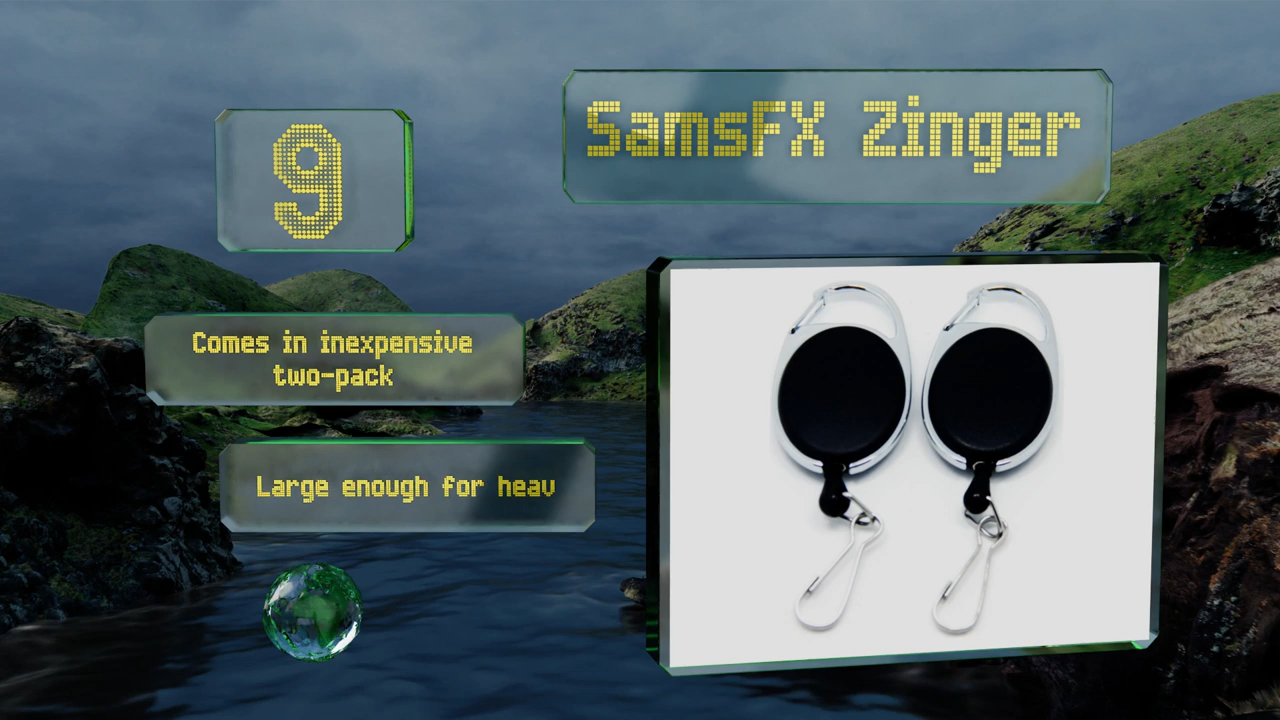 9
SamsFX Zinger
Comes in inexpensive
two-pack
Large enough for heav